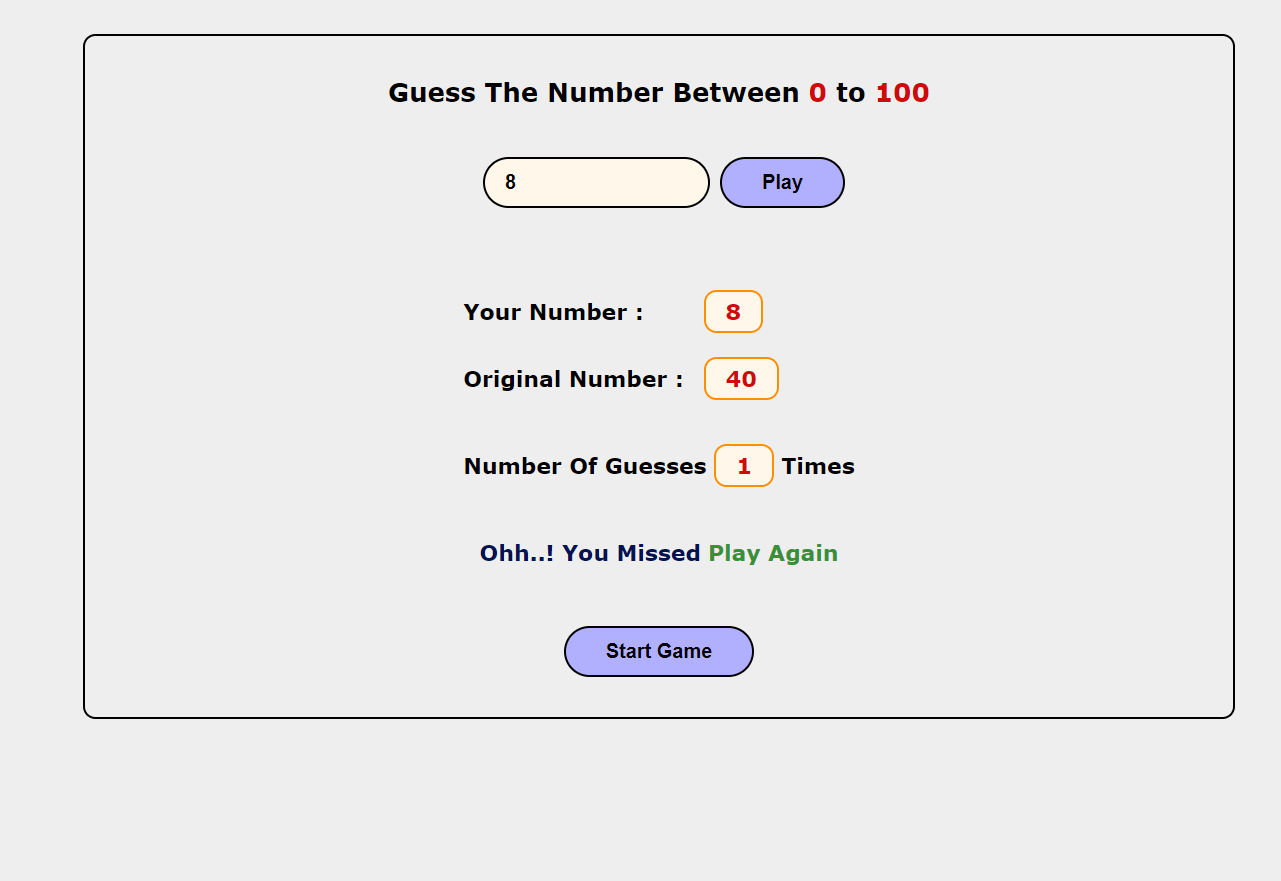 Guess The Number Between 0 to 100
8 Play
Your Number : 8
Original Number : 40
Number Of Guesses 1 Times
Ohh..! You Missed Play Again
Start Game